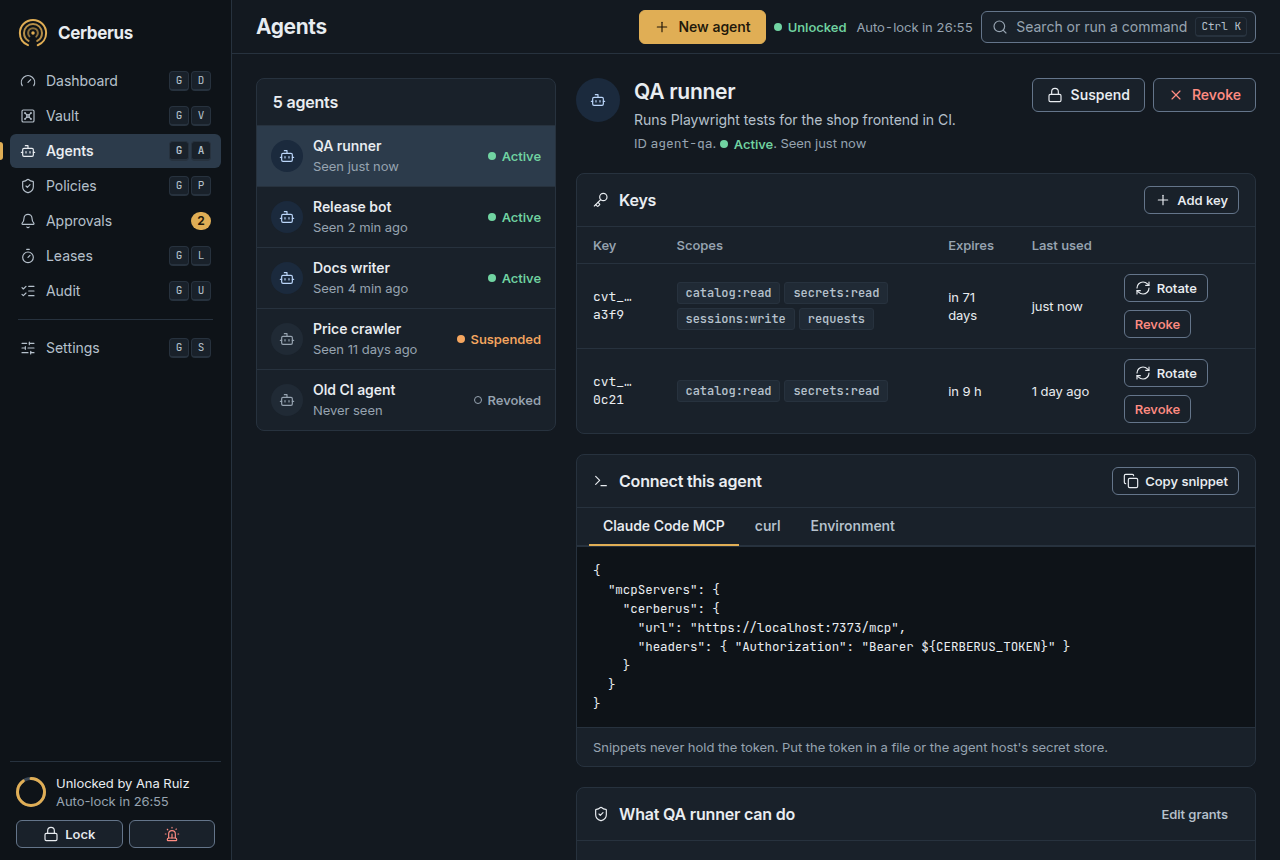 Cerberus
Dashboard G D
Vault G V
Agents G A
Policies G P
Approvals 2
Leases G L
Audit G U
Settings G S
Unlocked by Ana Ruiz
Auto-lock in 26:55
Lock
Agents
New agent
Unlocked Auto-lock in 26:55
Search or run a command Ctrl K
5 agents
QA runner
Seen just now
Active
Release bot
Seen 2 min ago
Active
Docs writer
Seen 4 min ago
Active
Price crawler
Seen 11 days ago
Suspended
Old CI agent
Never seen
Revoked
QA runner
Runs Playwright tests for the shop frontend in CI.
ID agent-qa. Active. Seen just now
Suspend
Revoke
Keys
Add key
Key Scopes Expires Last used
cvt_…
a3f9
catalog:read secrets:read
sessions:write requests
in 71
days
just now
Rotate
Revoke
cvt_…
0c21
catalog:read secrets:read
in 9 h
1 day ago
Rotate
Revoke
Connect this agent
Copy snippet
Claude Code MCP curl Environment
{
  "mcpServers": {
    "cerberus": {
      "url": "https://localhost:7373/mcp",
      "headers": { "Authorization": "Bearer ${CERBERUS_TOKEN}" }
    }
  }
}
Snippets never hold the token. Put the token in a file or the agent host's secret store.
What QA runner can do
Edit grants